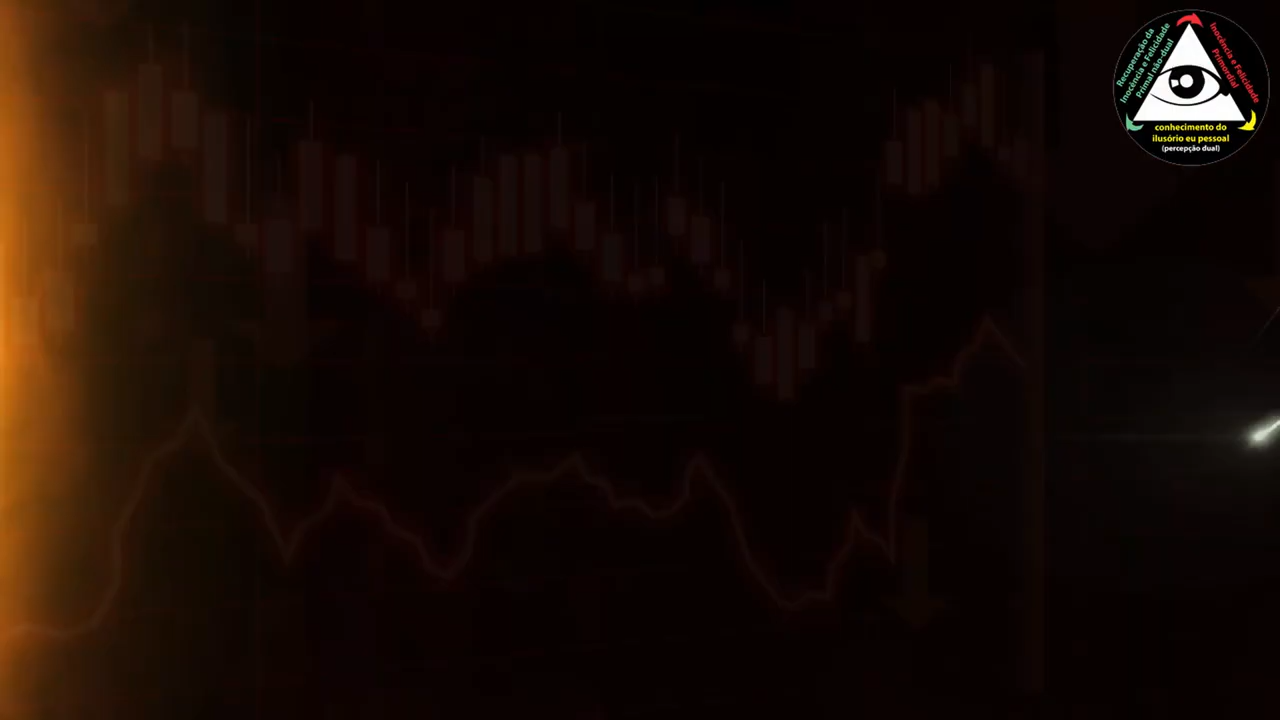 Recuperação da
Inocência e Felicidade
Primal não-dual
Inocência e Felicidade
Primordial
conhecimento do
ilusório eu pessoal
(percepção dual)